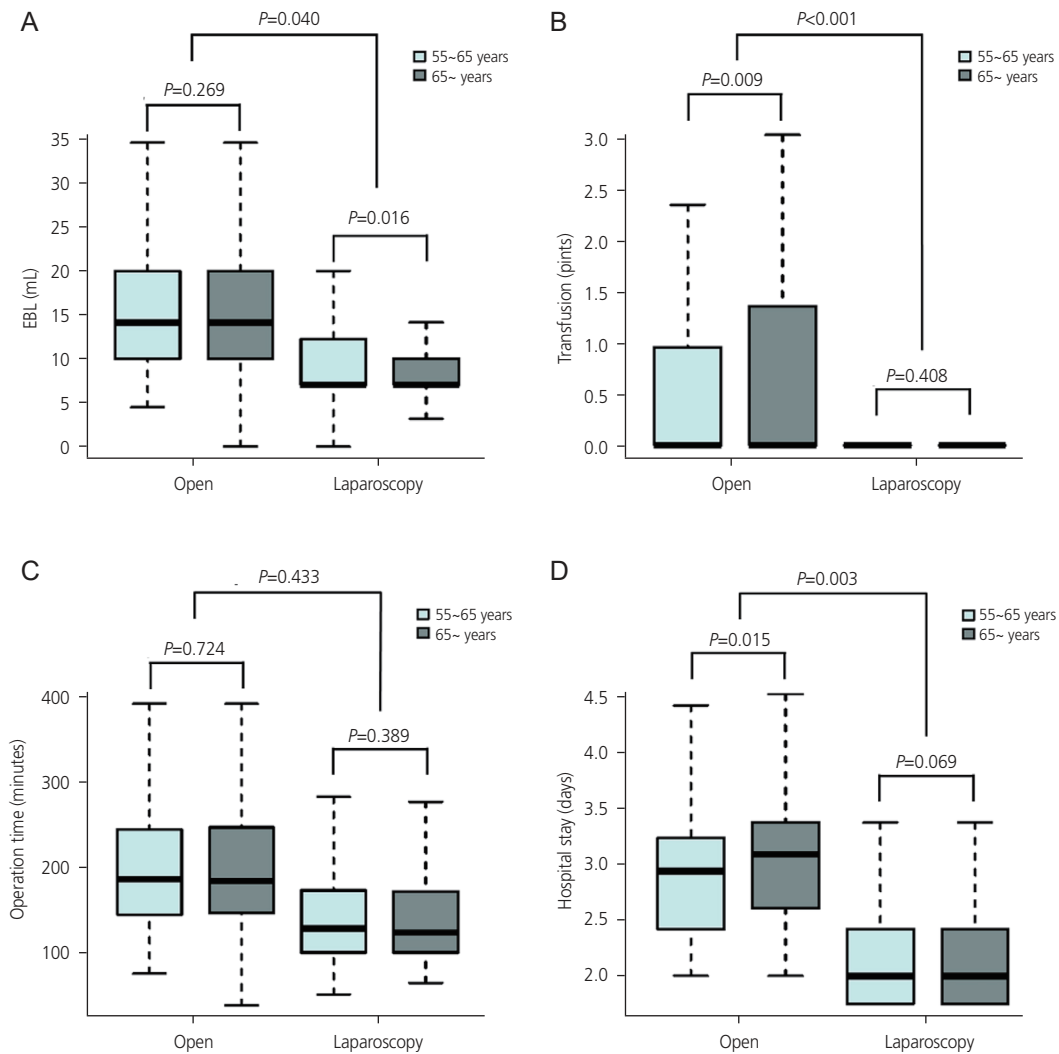 A
P=0.040
55~65 years
65~ years
P=0.269
P=0.016
EBL (mL)
35
30
25
20
15
10
5
0
Open
Laparoscopy
B
P<0.001
55~65 years
65~ years
P=0.009
P=0.408
Transfusion (pints)
3.0
2.5
2.0
1.5
1.0
0.5
0.0
Open
Laparoscopy
C
P=0.433
55~65 years
65~ years
P=0.724
P=0.389
Operation time (minutes)
400
300
200
100
Open
Laparoscopy
D
P=0.003
55~65 years
65~ years
P=0.015
P=0.069
Hospital stay (days)
4.5
4.0
3.5
3.0
2.5
2.0
Open
Laparoscopy